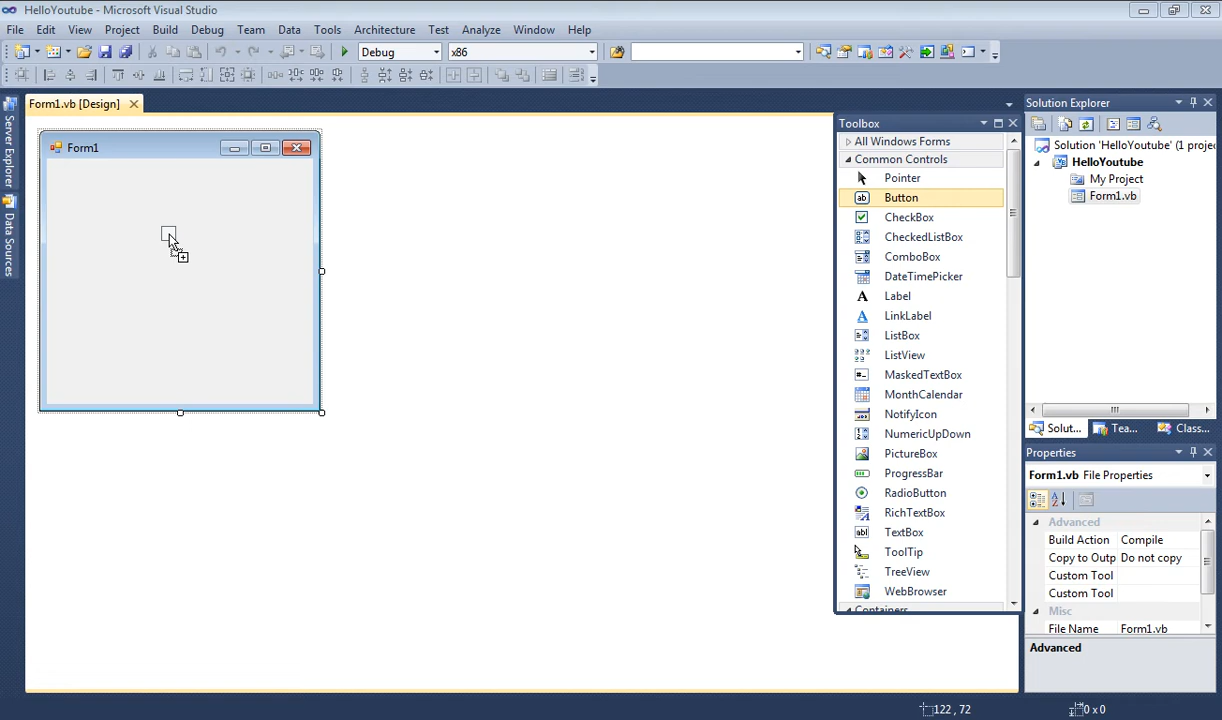 HelloYoutube - Microsoft Visual Studio
File Edit View Project Build Debug Team Data Tools Architecture Test Analyze Window Help
Debug x86
Server Explorer
Data Sources
Form1.vb [Design]
Form1
Toolbox
All Windows Forms
Common Controls
Pointer
ab Button
CheckBox
CheckedListBox
ComboBox
DateTimePicker
A Label
A LinkLabel
ListBox
ListView
MaskedTextBox
MonthCalendar
NotifyIcon
NumericUpDown
PictureBox
ProgressBar
RadioButton
RichTextBox
abl TextBox
ToolTip
TreeView
WebBrowser
Containers
Solution Explorer
Solution 'HelloYoutube' (1 projec
HelloYoutube
My Project
Form1.vb
Solut... Tea... Class...
Properties
Form1.vb File Properties
Advanced
Build Action Compile
Copy to Outp Do not copy
Custom Tool
Custom Tool
Misc
File Name Form1.vb
Advanced
122 , 72 0 x 0